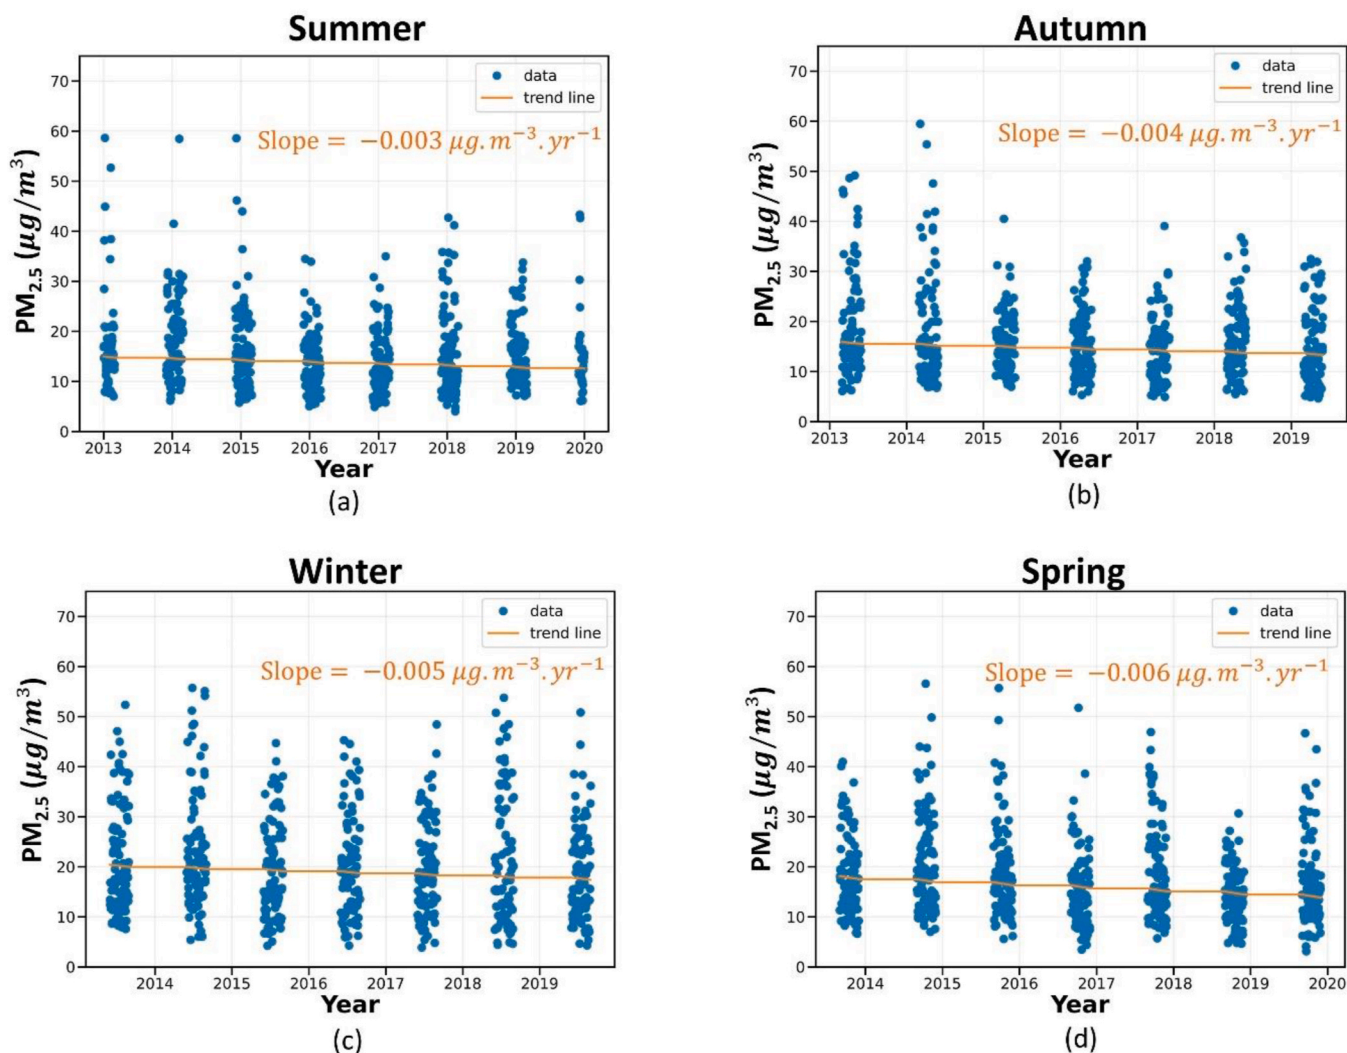 Summer
data
trend line
Slope = −0.003 μg.m⁻³.yr⁻¹
PM₂.₅ (μg/m³)
70
60
50
40
30
20
10
0
2013 2014 2015 2016 2017 2018 2019 2020
Year
(a)
Autumn
data
trend line
Slope = −0.004 μg.m⁻³.yr⁻¹
PM₂.₅ (μg/m³)
70
60
50
40
30
20
10
0
2013 2014 2015 2016 2017 2018 2019
Year
(b)
Winter
data
trend line
Slope = −0.005 μg.m⁻³.yr⁻¹
PM₂.₅ (μg/m³)
70
60
50
40
30
20
10
0
2014 2015 2016 2017 2018 2019
Year
(c)
Spring
data
trend line
Slope = −0.006 μg.m⁻³.yr⁻¹
PM₂.₅ (μg/m³)
70
60
50
40
30
20
10
0
2014 2015 2016 2017 2018 2019 2020
Year
(d)